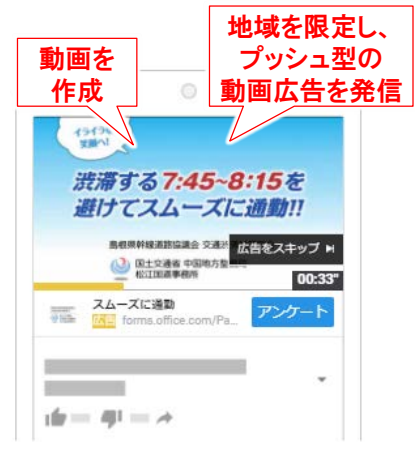 動画を
作成
地域を限定し、
プッシュ型の
動画広告を発信
イライラを
笑顔へ!
渋滞する7:45~8:15を
避けてスムーズに通勤!!
島根県幹線道路協議会 交通渋
国土交通省 中国地方整
松江国道事務所
広告をスキップ
00:33"
スムーズに通勤
広告 forms.office.com/Pa...
アンケート